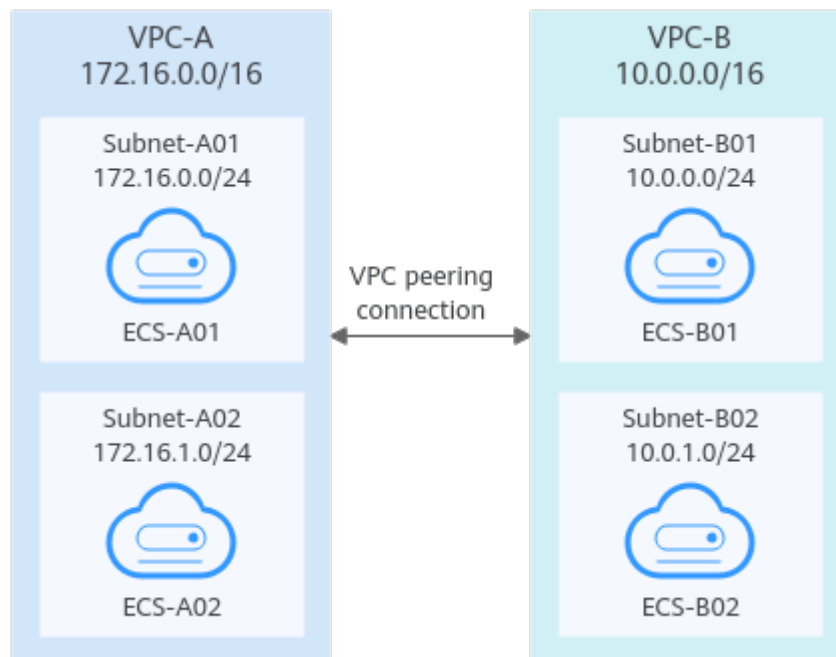 VPC-A
172.16.0.0/16
Subnet-A01
172.16.0.0/24
ECS-A01
Subnet-A02
172.16.1.0/24
ECS-A02
VPC peering
connection
VPC-B
10.0.0.0/16
Subnet-B01
10.0.0.0/24
ECS-B01
Subnet-B02
10.0.1.0/24
ECS-B02